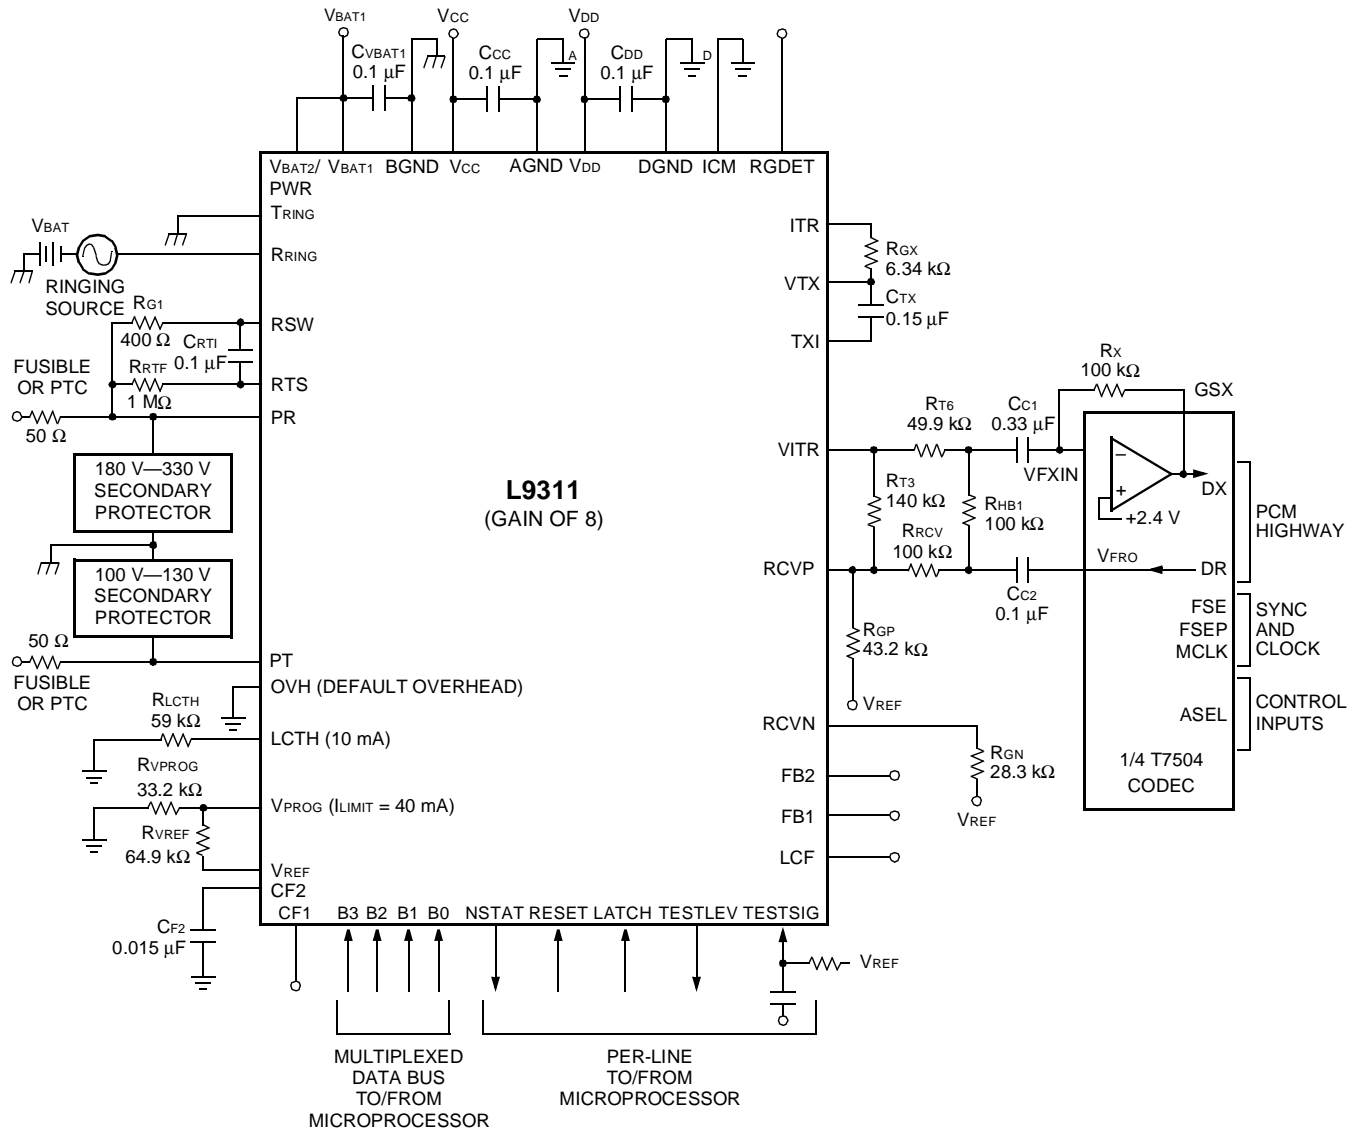 VBAT1
VCC
VDD
CVBAT1
0.1 µF
CCC
0.1 µF
A
CDD
0.1 µF
D
VBAT2/
PWR
VBAT1
BGND
VCC
AGND
VDD
DGND
ICM
RGDET
TRING
VBAT
RRING
RINGING
SOURCE
RG1
400 Ω
RSW
CRTI
0.1 µF
FUSIBLE
OR PTC
RRTF
1 MΩ
RTS
50 Ω
PR
180 V—330 V
SECONDARY
PROTECTOR
100 V—130 V
SECONDARY
PROTECTOR
50 Ω
FUSIBLE
OR PTC
PT
OVH (DEFAULT OVERHEAD)
RLCTH
59 kΩ
LCTH (10 mA)
RVPROG
33.2 kΩ
VPROG (ILIMIT = 40 mA)
RVREF
64.9 kΩ
VREF
CF2
CF2
0.015 µF
CF1
B3
B2
B1
B0
NSTAT
RESET
LATCH
TESTLEV
TESTSIG
VREF
MULTIPLEXED
DATA BUS
TO/FROM
MICROPROCESSOR
PER-LINE
TO/FROM
MICROPROCESSOR
L9311
(GAIN OF 8)
ITR
RGX
6.34 kΩ
VTX
CTX
0.15 µF
TXI
RX
100 kΩ
GSX
RT6
49.9 kΩ
CC1
0.33 µF
VITR
VFXIN
RT3
140 kΩ
RHB1
100 kΩ
–
+
+2.4 V
DX
PCM
HIGHWAY
RRCV
100 kΩ
RCVP
CC2
0.1 µF
VFRO
DR
RGP
43.2 kΩ
VREF
FSE
FSEP
MCLK
SYNC
AND
CLOCK
ASEL
CONTROL
INPUTS
RCVN
RGN
28.3 kΩ
VREF
1/4 T7504
CODEC
FB2
FB1
LCF